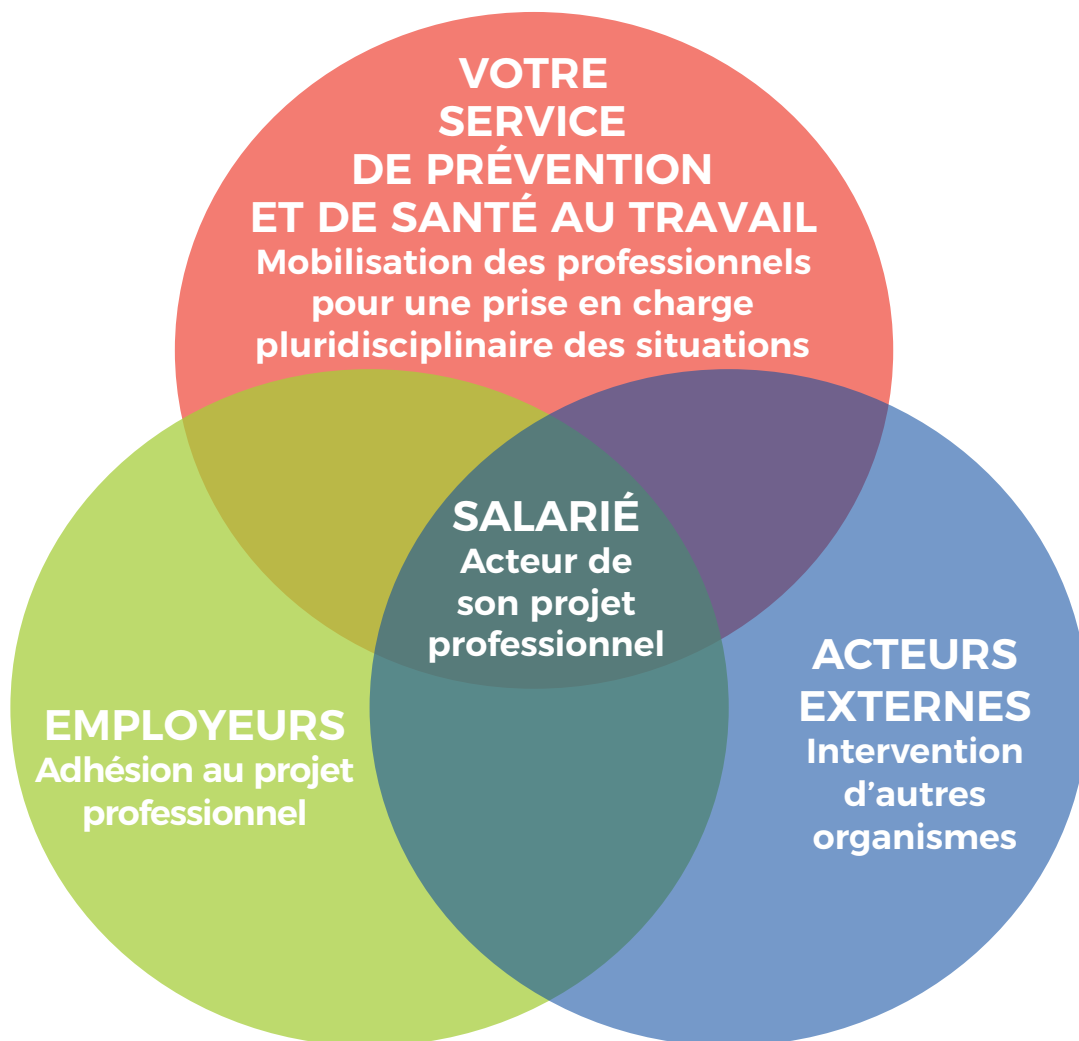 VOTRE
SERVICE
DE PRÉVENTION
ET DE SANTÉ AU TRAVAIL
Mobilisation des professionnels
pour une prise en charge
pluridisciplinaire des situations
SALARIÉ
Acteur de
son projet
professionnel
EMPLOYEURS
Adhésion au projet
professionnel
ACTEURS
EXTERNES
Intervention
d’autres
organismes